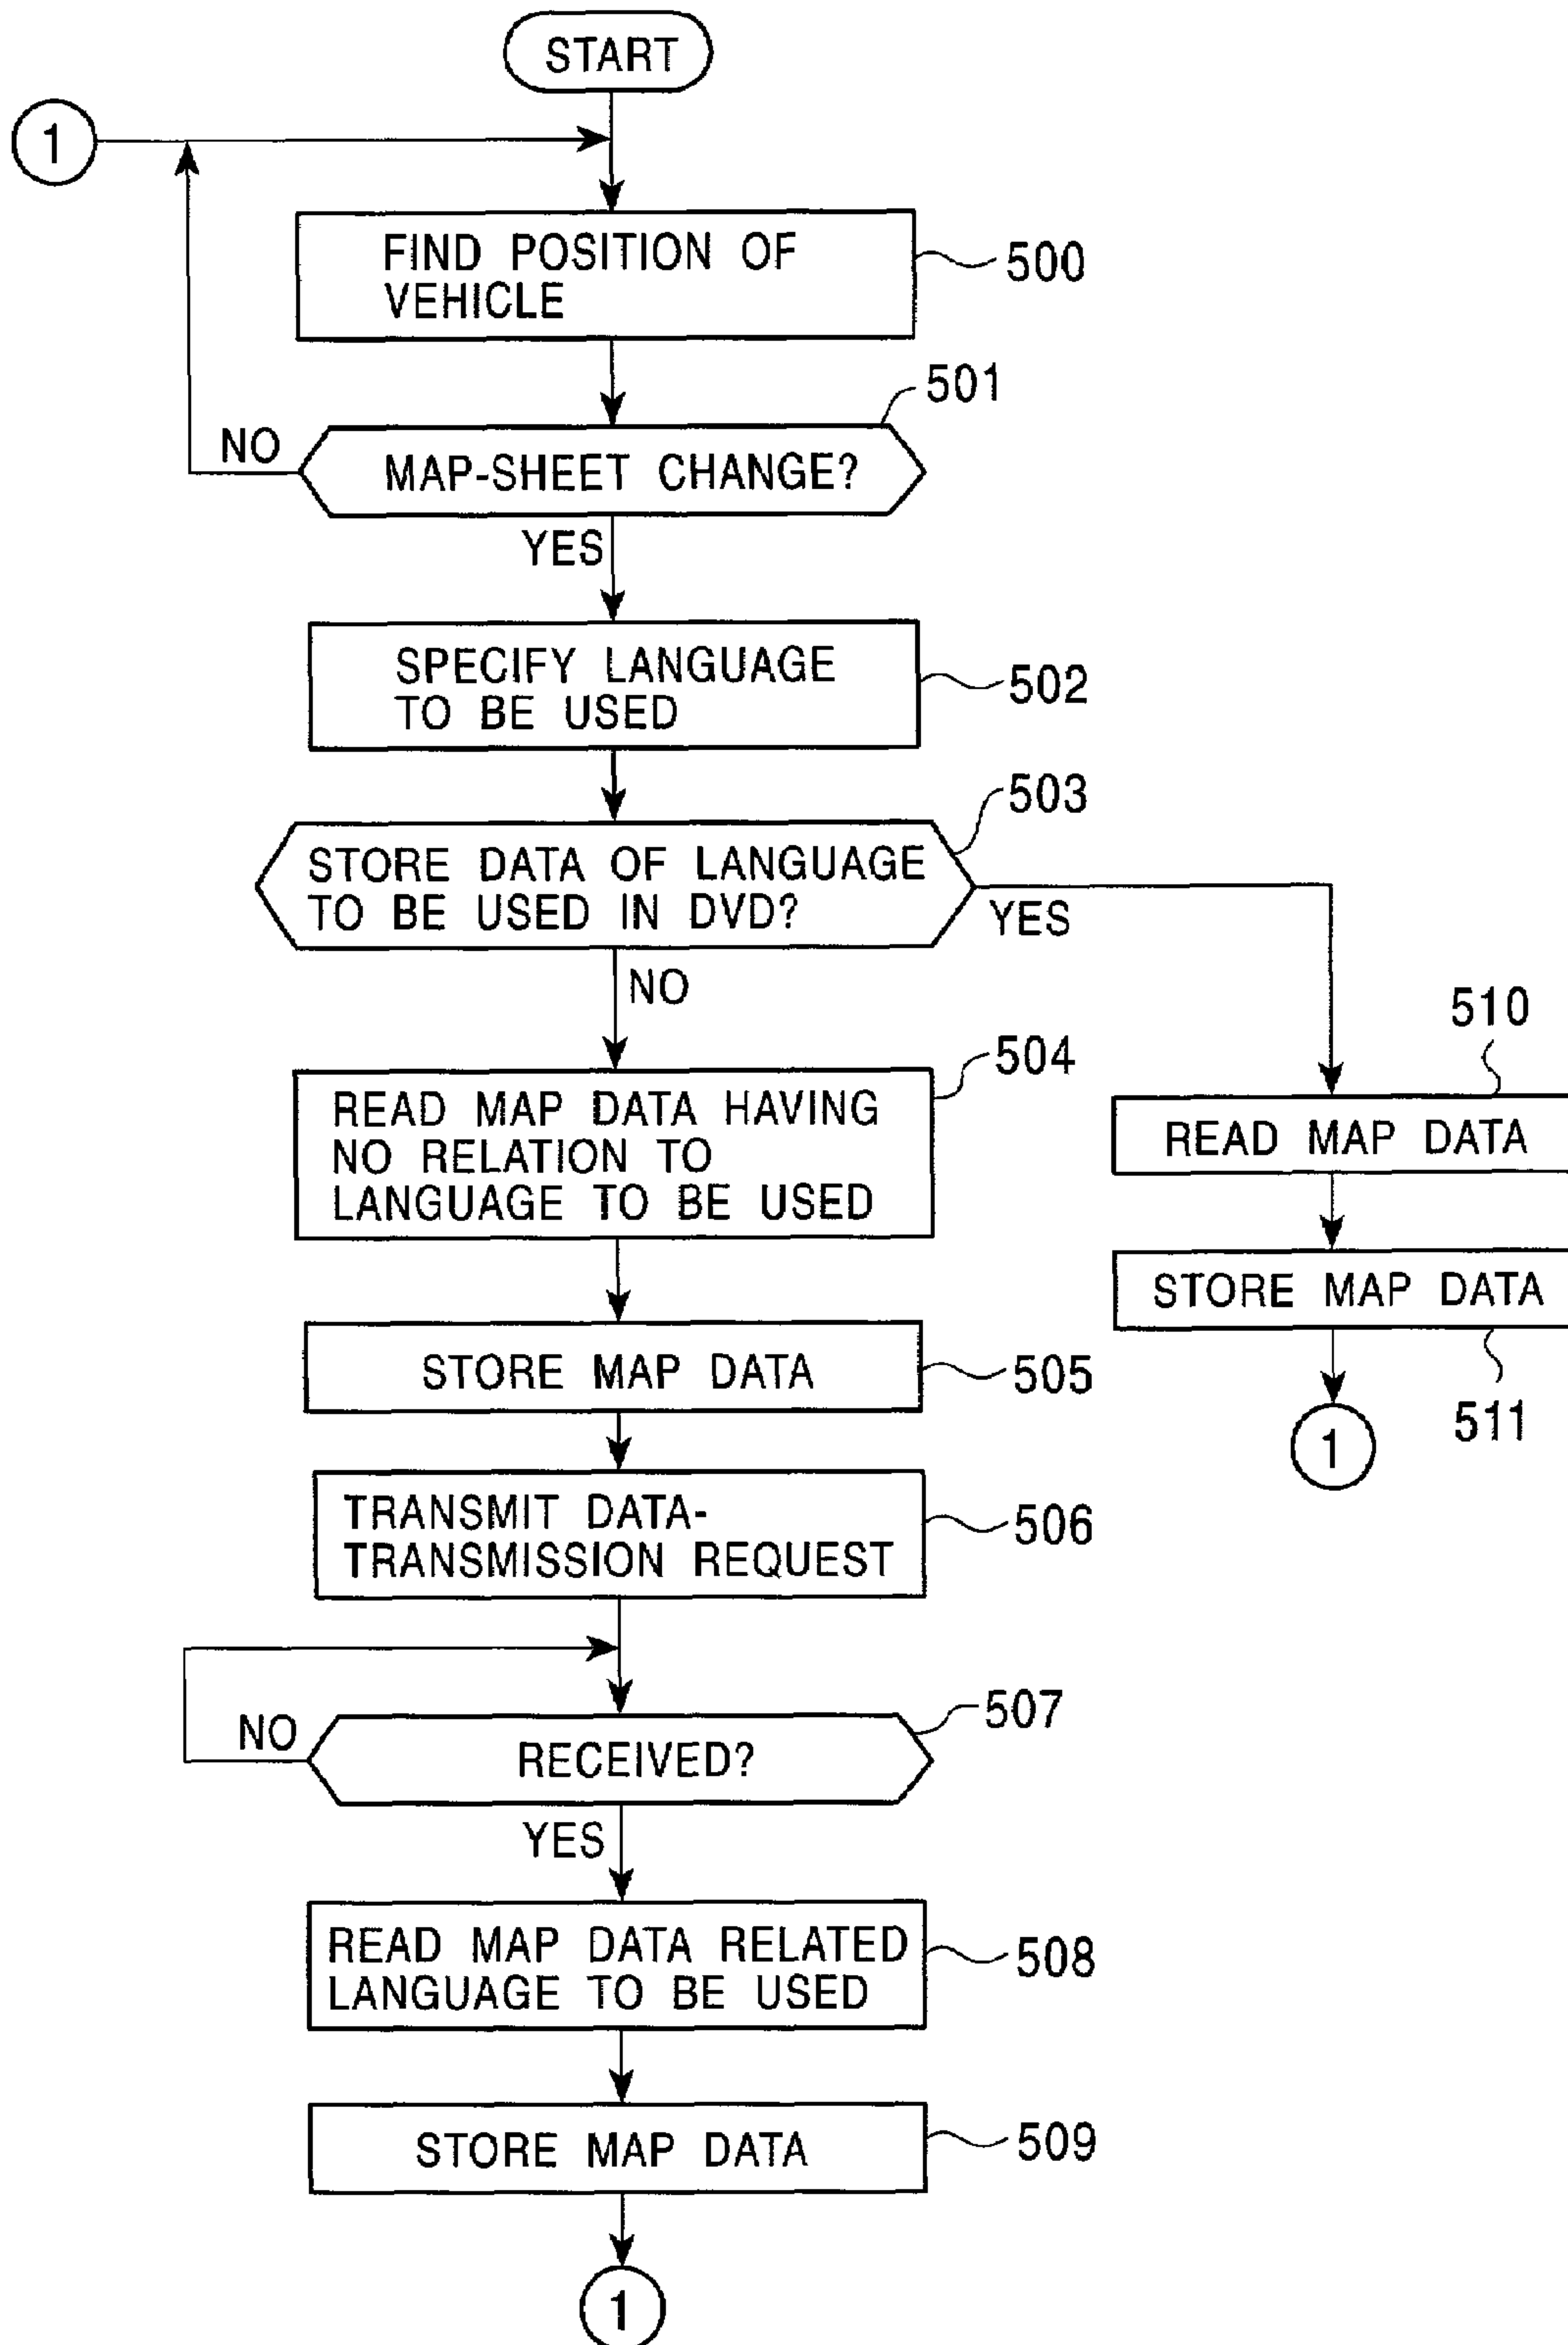 START
1
FIND POSITION OF
VEHICLE
500
501
NO
MAP-SHEET CHANGE?
YES
SPECIFY LANGUAGE
TO BE USED
502
503
STORE DATA OF LANGUAGE
TO BE USED IN DVD?
YES
NO
504
READ MAP DATA HAVING
NO RELATION TO
LANGUAGE TO BE USED
510
READ MAP DATA
STORE MAP DATA
511
1
STORE MAP DATA
505
TRANSMIT DATA-
TRANSMISSION REQUEST
506
507
NO
RECEIVED?
YES
READ MAP DATA RELATED
LANGUAGE TO BE USED
508
STORE MAP DATA
509
1